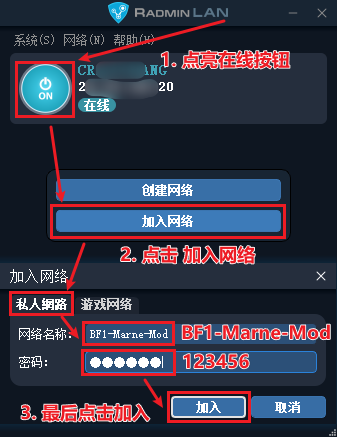 RADMIN LAN
系统(S) 网络(N) 帮助(H)
1. 点亮在线按钮
ON
CR ANG
2 20
在线
创建网络
加入网络
2. 点击 加入网络
加入网络
私人網路 游戏网络
网络名称: BF1-Marne-Mod BF1-Marne-Mod
密码: ●●●●●● 123456
3. 最后点击加入 加入 取消